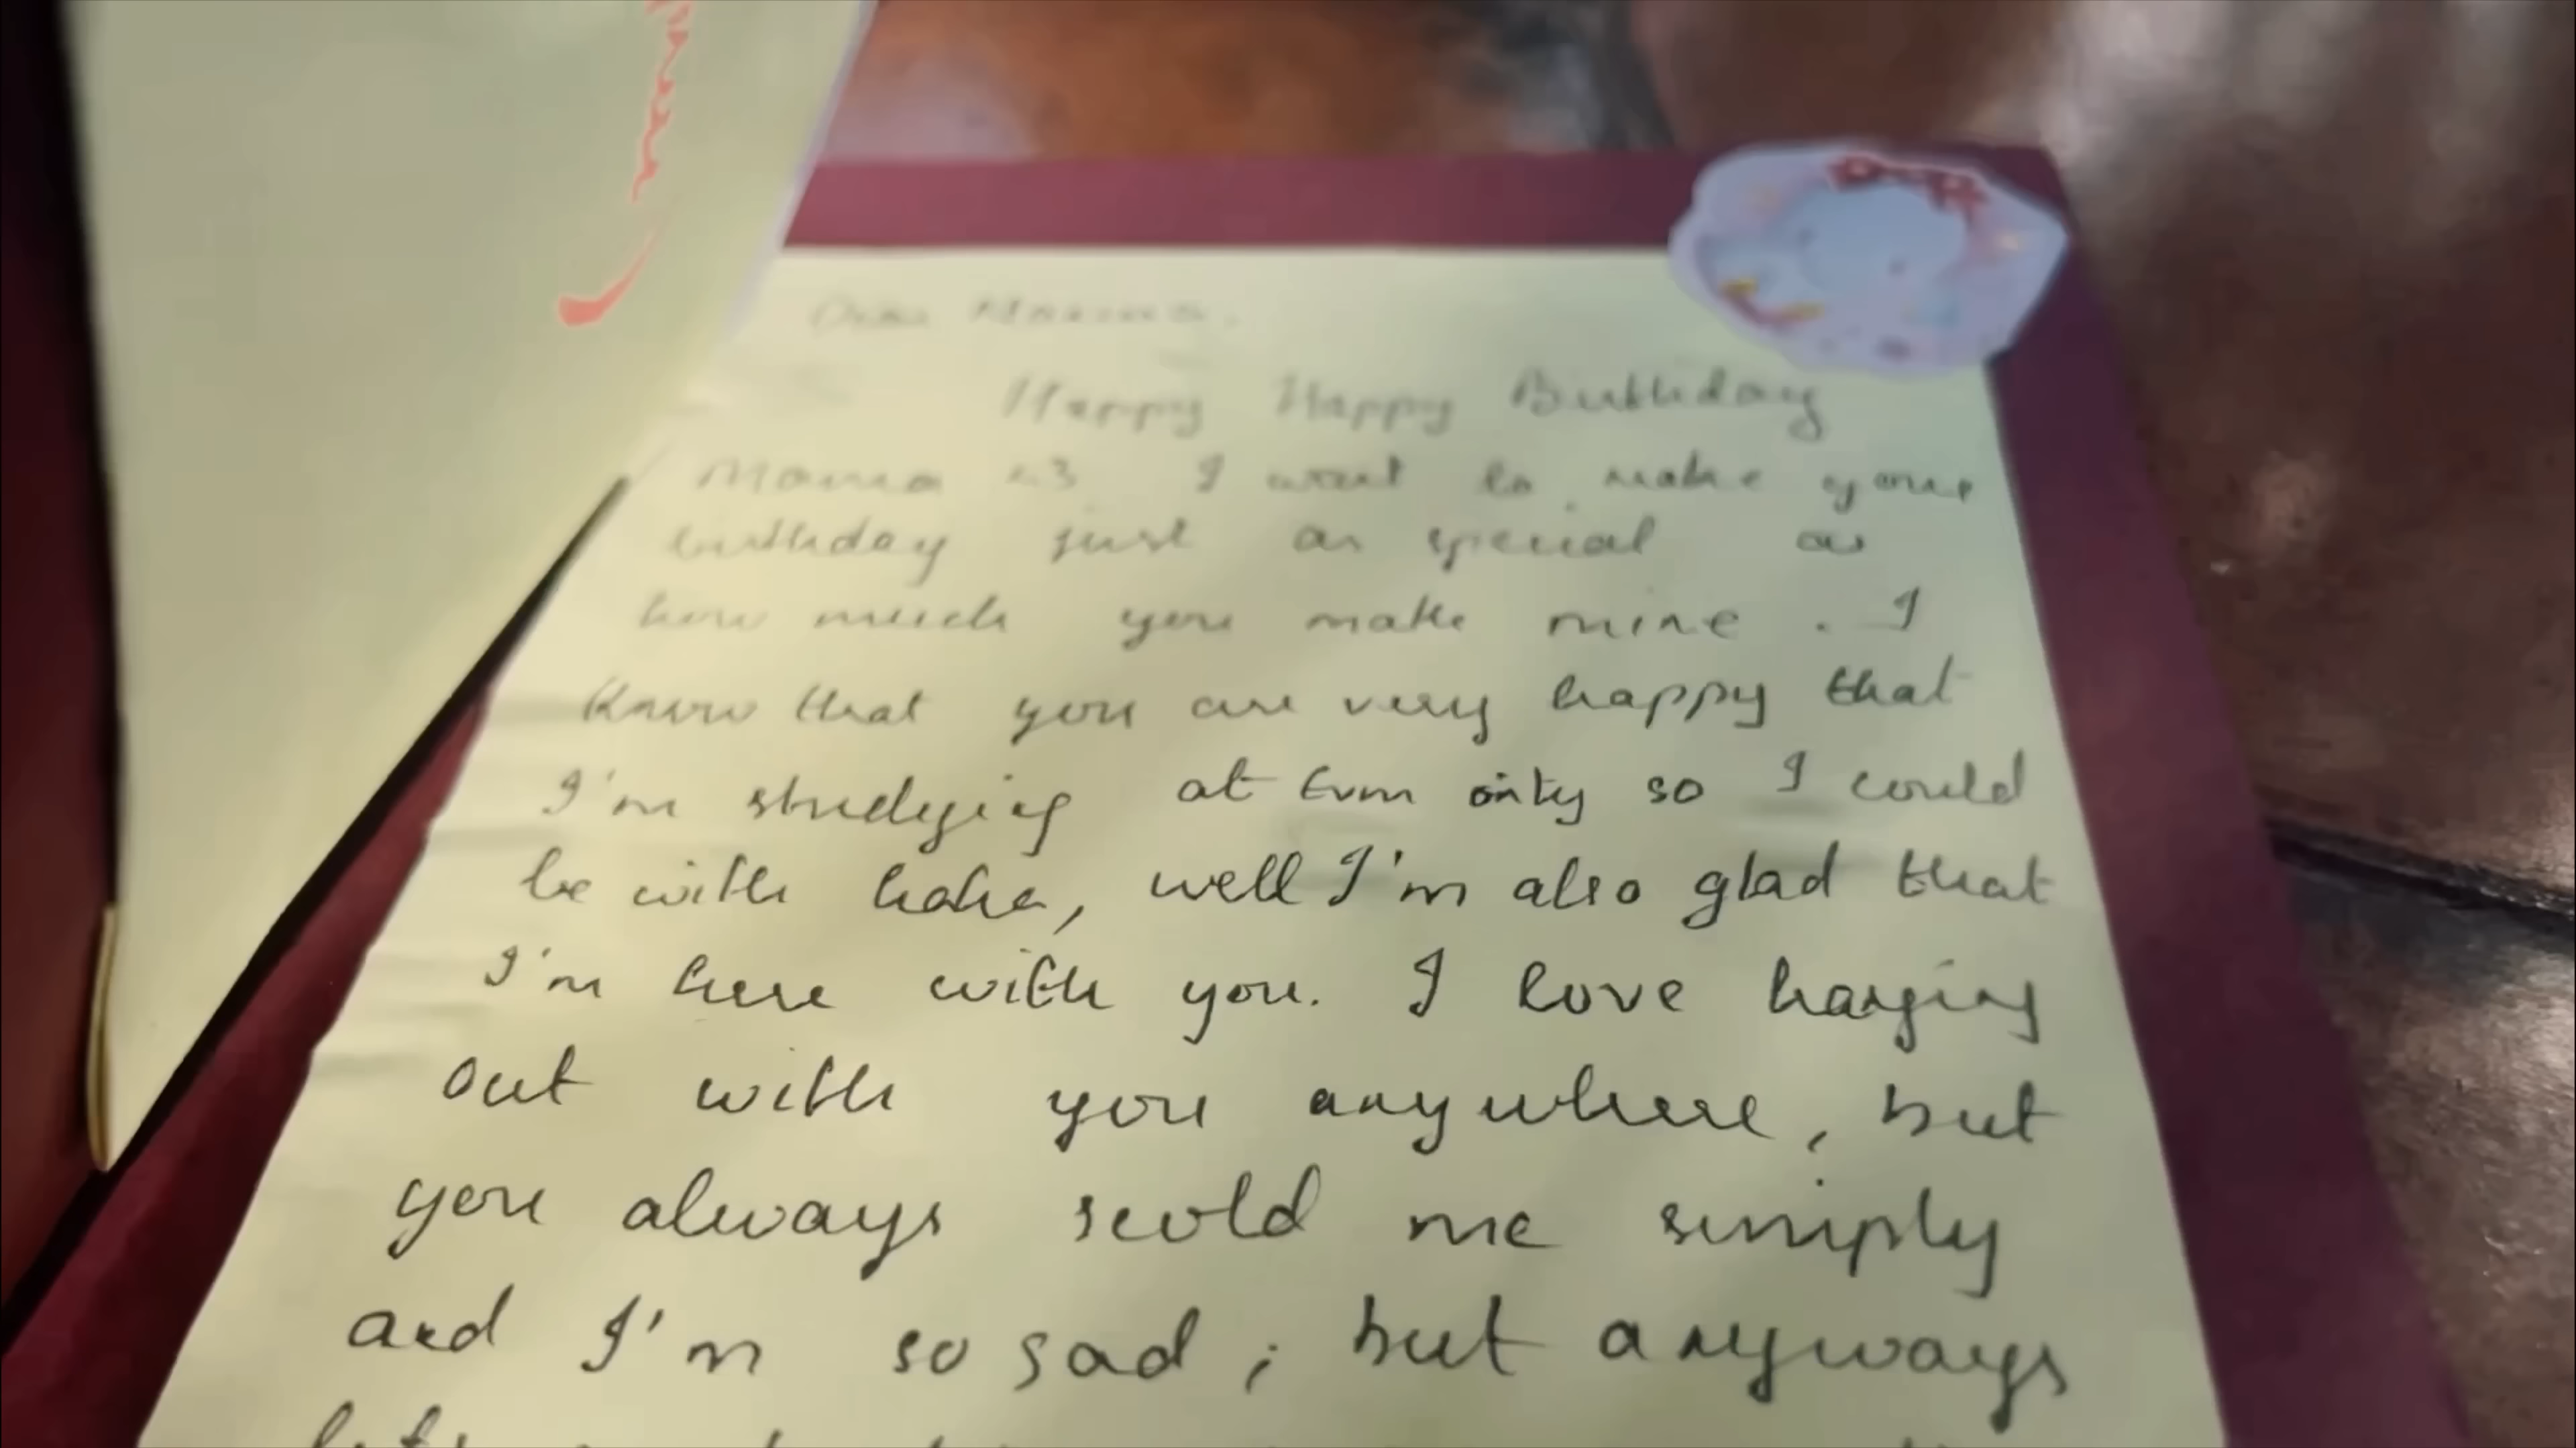 Dear Mama,
Happy Happy Birthday
Mama <3 I want to make your
birthday just as special as
how much you make mine. I
know that you are very happy that
I'm studying at only so I could
be with haha, well I'm also glad that
I'm here with you. I love hanging
out with you anywhere, but
you always scold me simply
and I'm so sad, but anyways